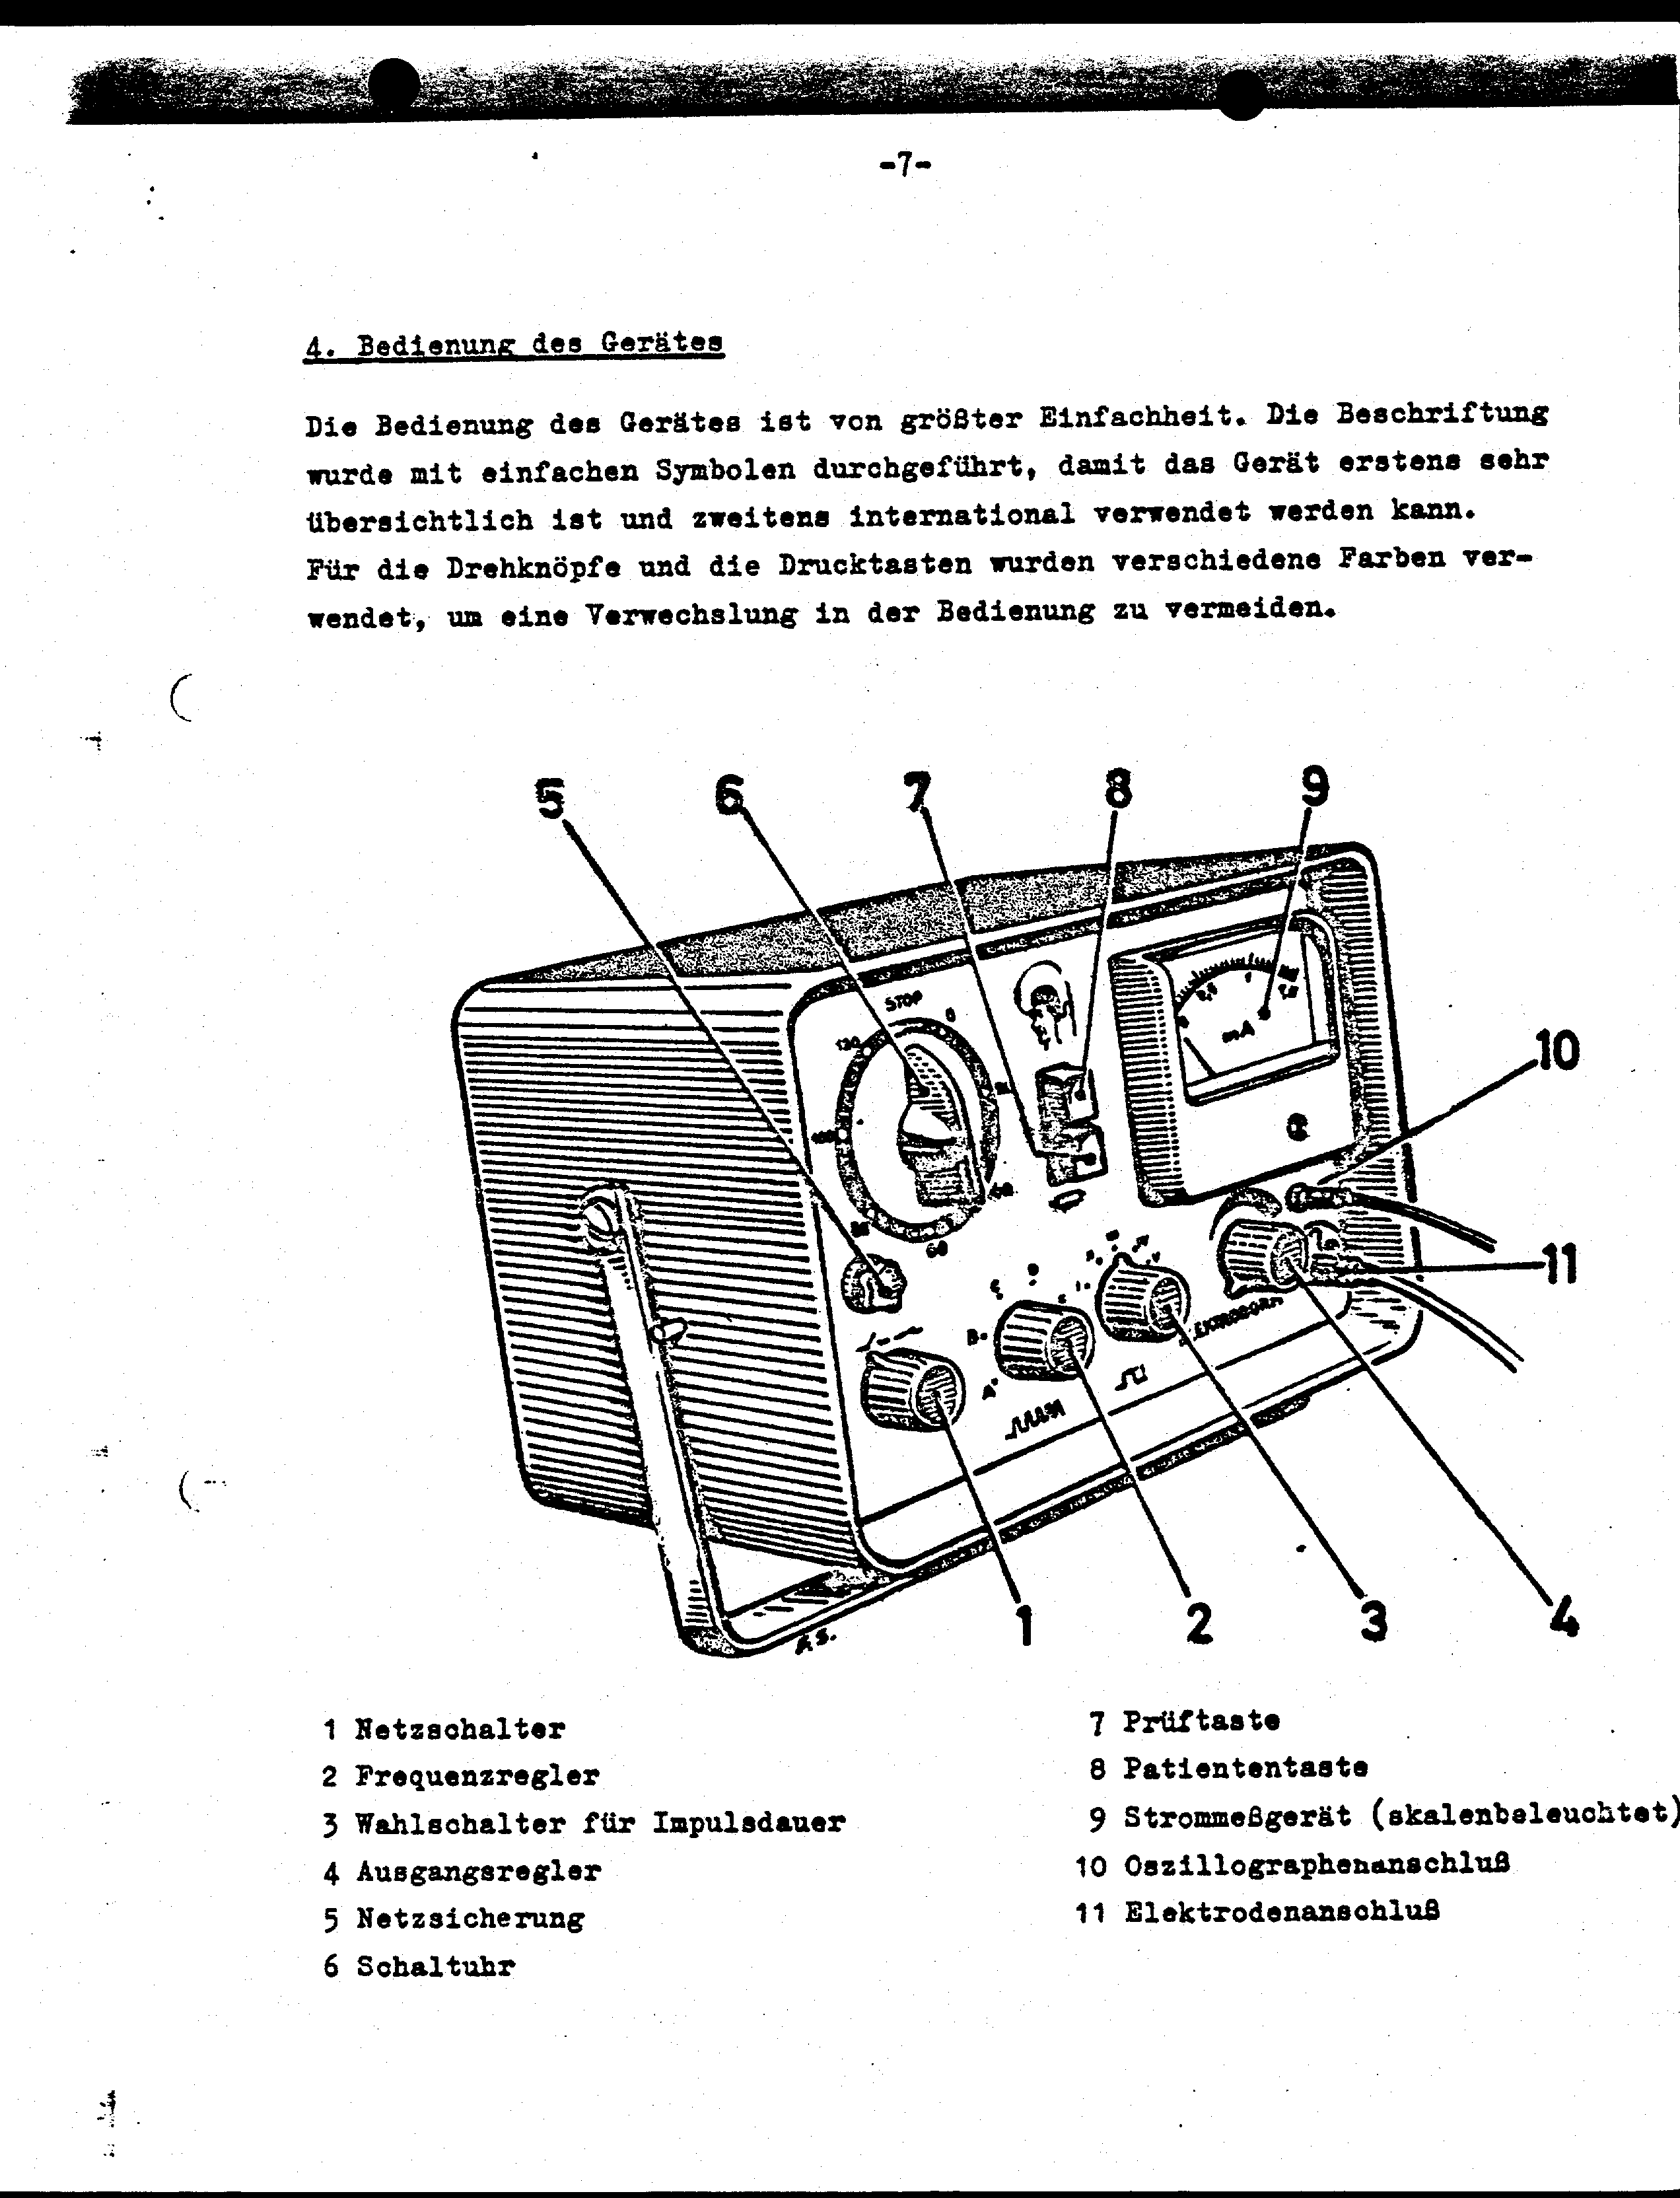 -7-
4. Bedienung des Gerätes
Die Bedienung des Gerätes ist von größter Einfachheit. Die Beschriftung
wurde mit einfachen Symbolen durchgeführt, damit das Gerät erstens sehr
übersichtlich ist und zweitens international verwendet werden kann.
Für die Drehknöpfe und die Drucktasten wurden verschiedene Farben ver-
wendet, um eine Verwechslung in der Bedienung zu vermeiden.
5 6 7 8 9
STOP
0
120
100
60
mA
1
10
11
C D
B
A
1 2 3 4
A.S.
1 Netzschalter
2 Frequenzregler
3 Wahlschalter für Impulsdauer
4 Ausgangsregler
5 Netzsicherung
6 Schaltuhr
7 Prüftaste
8 Patiententaste
9 Strommeßgerät (skalenbeleuchtet)
10 Oszillographenanschluß
11 Elektrodenanschluß